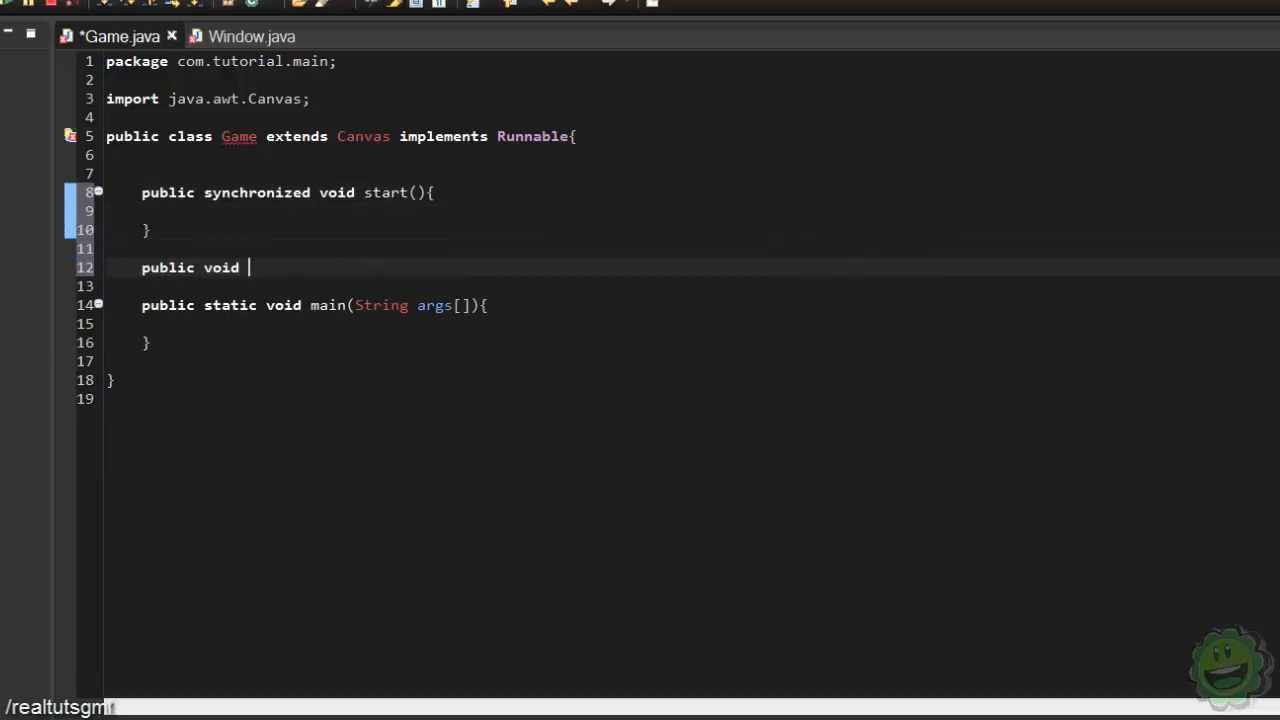 *Game.java
Window.java
1 package com.tutorial.main;
2
3 import java.awt.Canvas;
4
5 public class Game extends Canvas implements Runnable{
6
7
8 public synchronized void start(){
9
10 }
11
12 public void
13
14 public static void main(String args[]){
15
16 }
17
18 }
19
/realtutsgmr